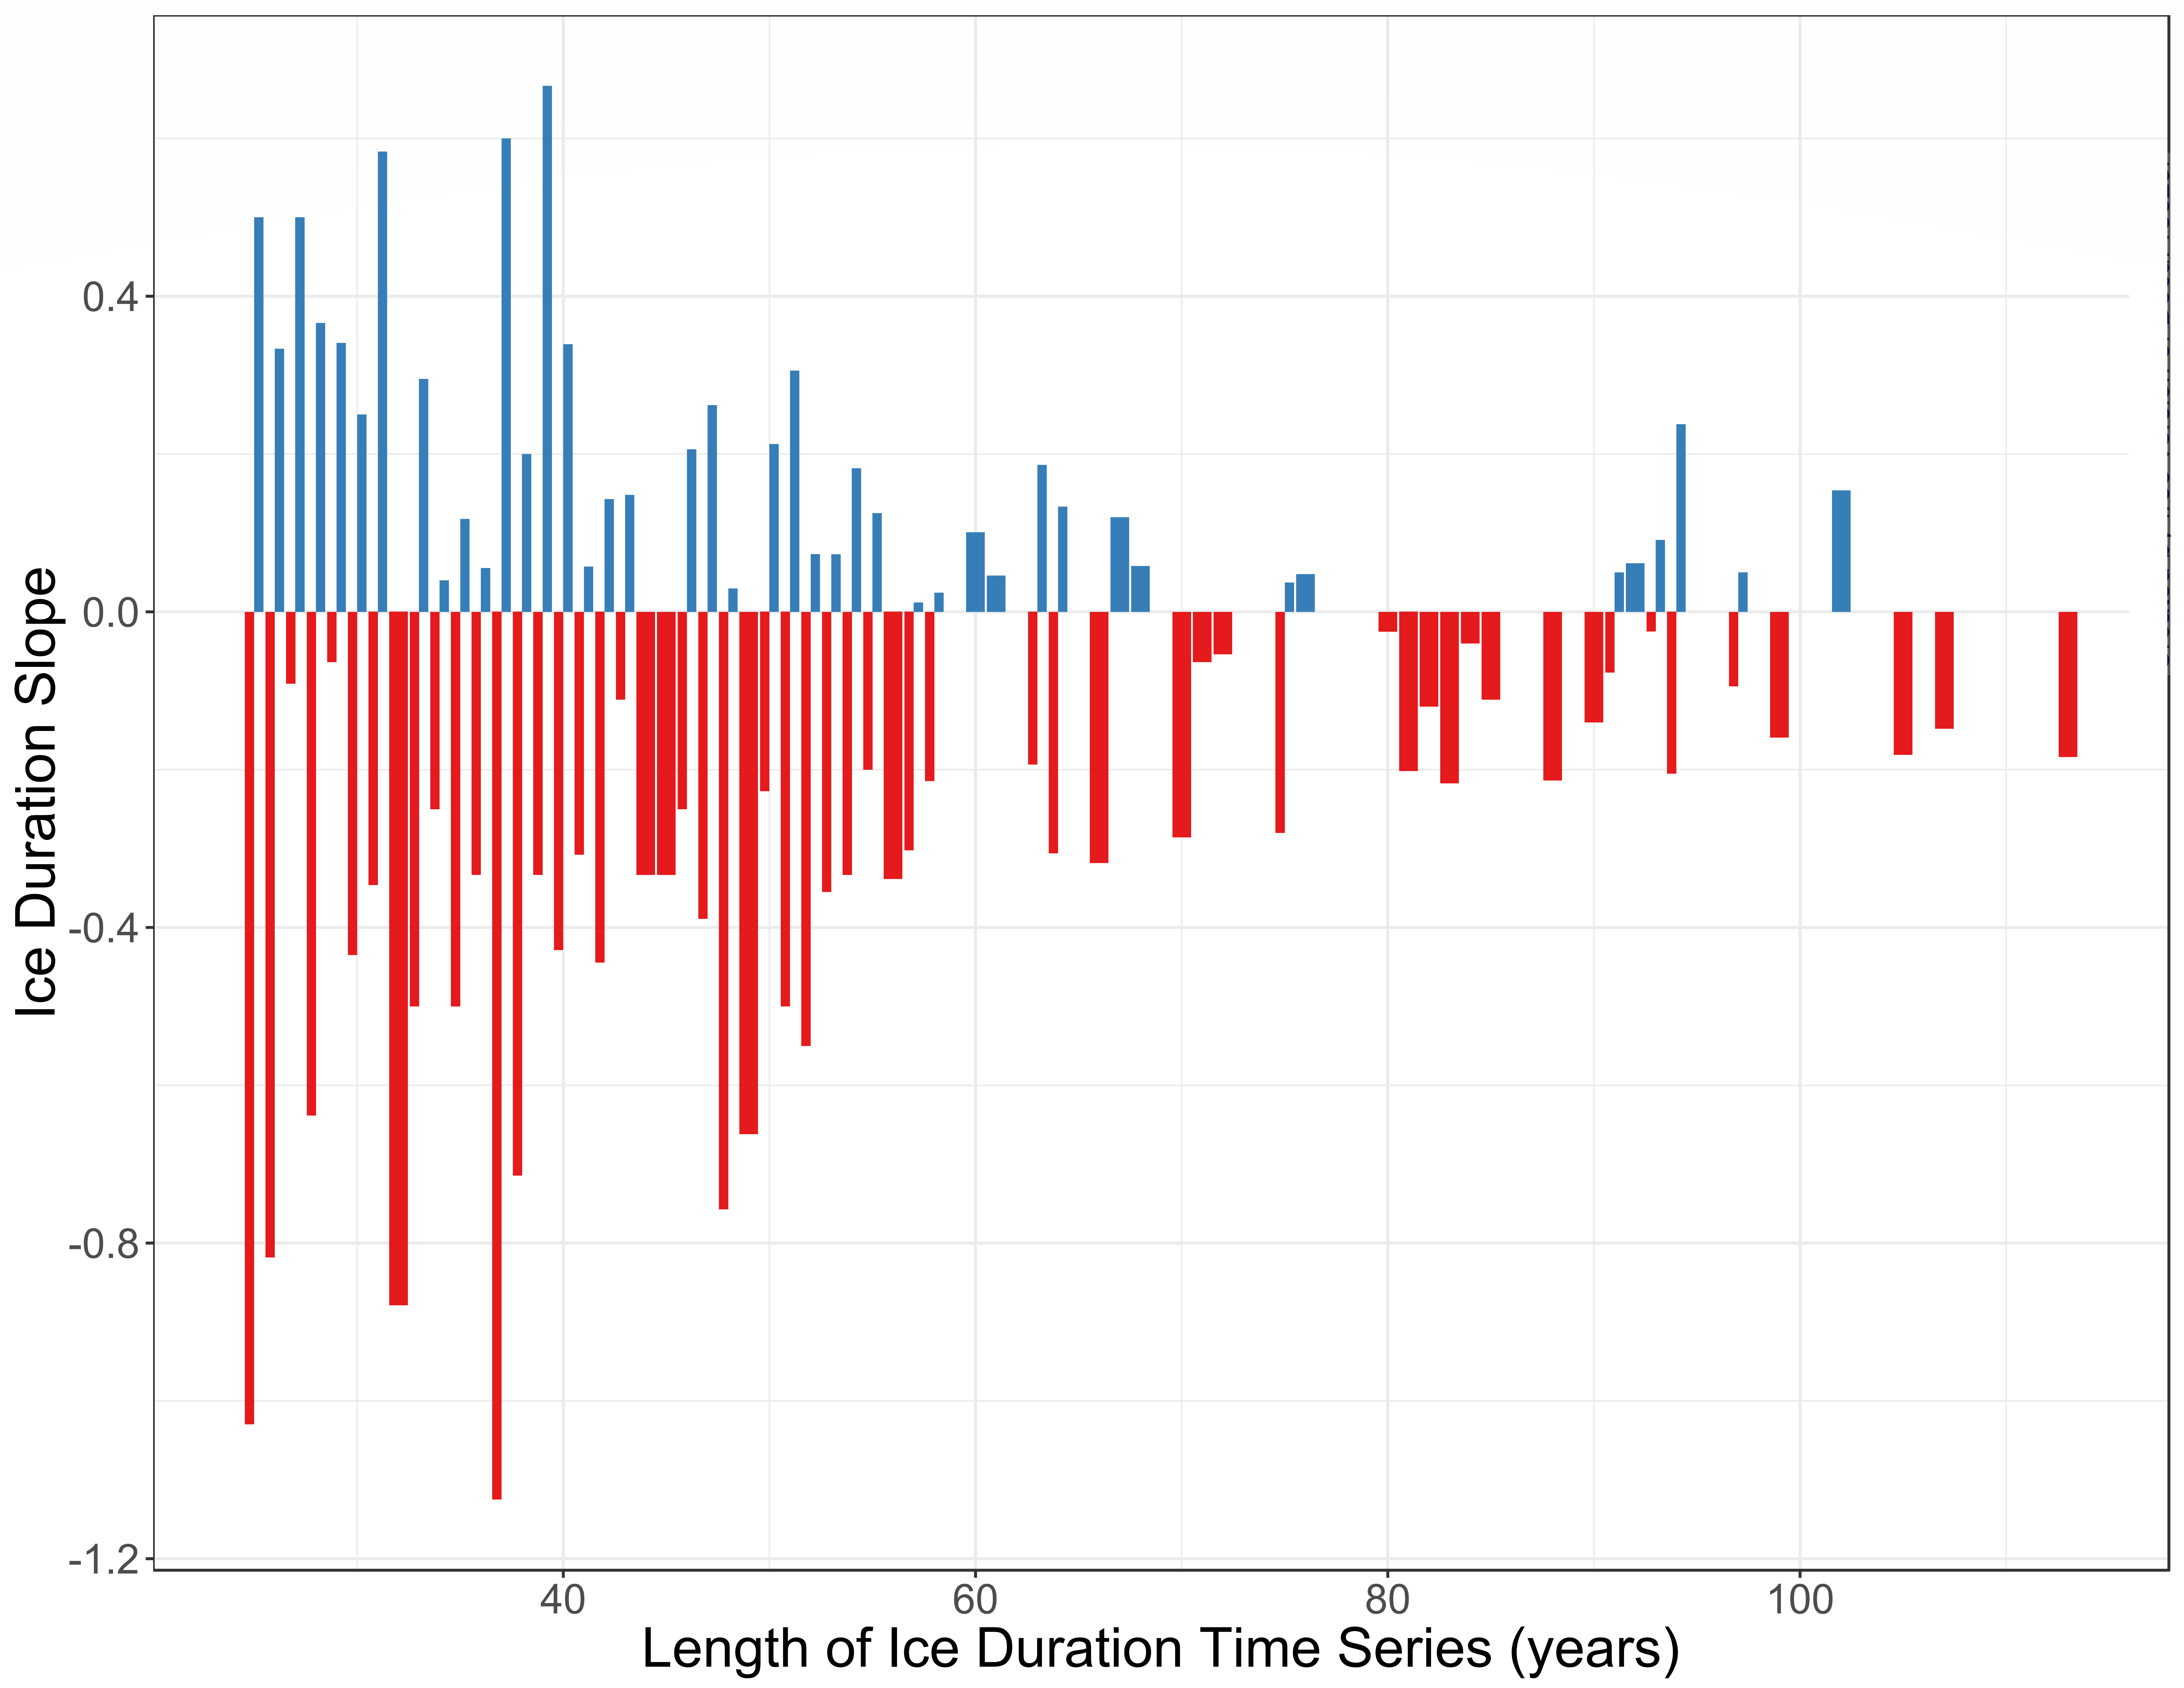 Ice Duration Slope
0.4
0.0
-0.4
-0.8
-1.2
40 60 80 100
Length of Ice Duration Time Series (years)